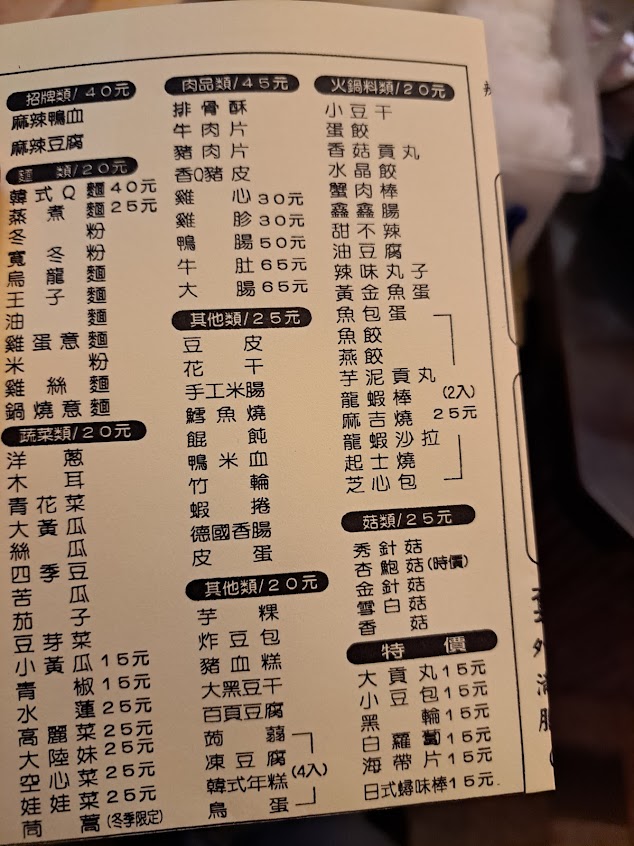 招牌類/40元
麻辣鴨血
麻辣豆腐
麵 類/20元
韓式Q麵40元
蒸煮麵25元
冬粉
寬冬粉
烏龍麵
王子麵
油麵
雞蛋意麵
米粉
雞絲麵
鍋燒意麵
蔬菜類/20元
洋蔥
木耳
青花菜
大黃瓜
絲瓜
四季豆
苦瓜
茄子
豆芽菜
小黃瓜15元
青椒15元
水蓮25元
高麗菜25元
大陸妹25元
空心菜25元
娃娃菜25元
茼蒿(冬季限定)
肉品類/45元
排骨酥
牛肉片
豬肉片
香Q豬皮
雞心30元
雞胗30元
鴨腸50元
牛肚65元
大腸65元
其他類/25元
豆皮
花干
手工米腸
鱈魚燒
餛飩
鴨米血
竹輪
蝦捲
德國香腸
皮蛋
其他類/20元
芋粿
炸豆包
豬血糕
大黑豆干
百頁豆腐
蒟蒻
凍豆腐
韓式年糕
(4入)
鳥蛋
火鍋料類/20元
小豆干
蛋餃
香菇貢丸
水晶餃
蟹肉棒
鑫鑫腸
甜不辣
油豆腐
辣味丸子
黃金魚蛋
魚包蛋
魚餃
燕餃
芋泥貢丸
龍蝦棒
麻吉燒
(2入)
25元
龍蝦沙拉
起士燒
芝心包
菇類/25元
秀針菇
杏鮑菇(時價)
金針菇
雪白菇
香菇
特 價
大貢丸15元
小豆包15元
黑輪15元
白蘿蔔15元
海帶片15元
日式蟳味棒15元